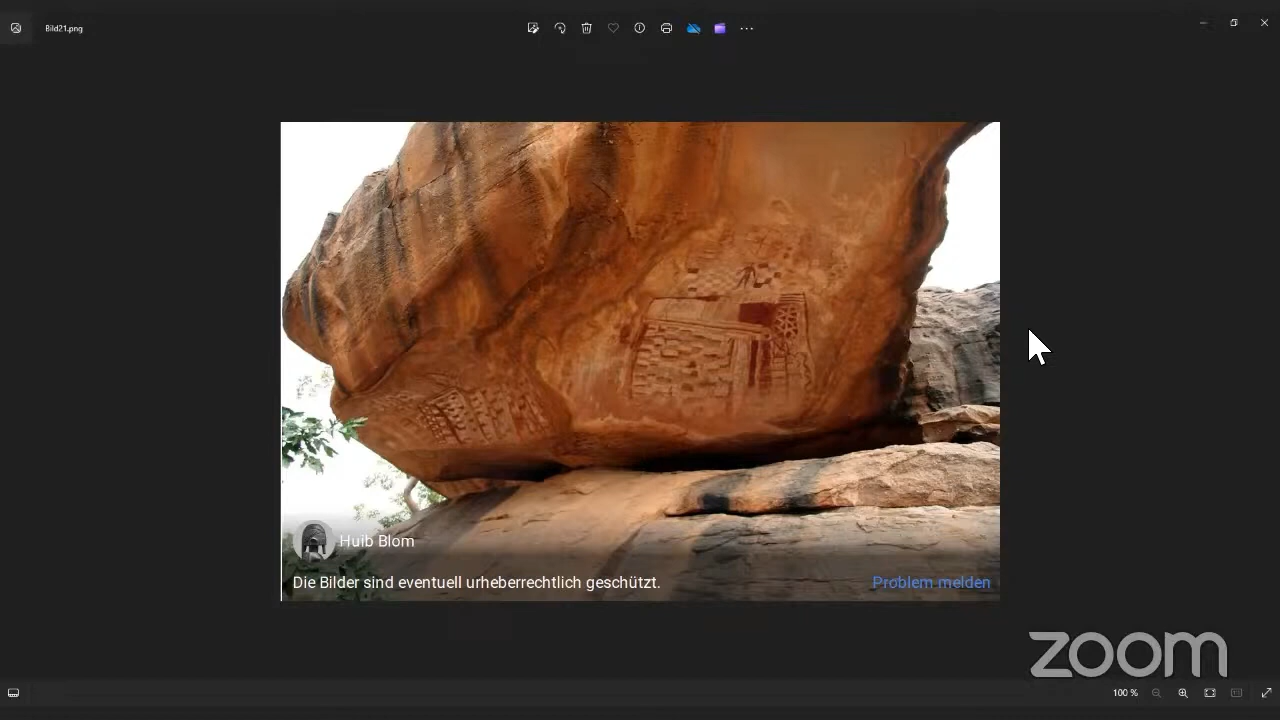 Bild21.png
Huib Blom
Die Bilder sind eventuell urheberrechtlich geschützt.
Problem melden
zoom
100 %